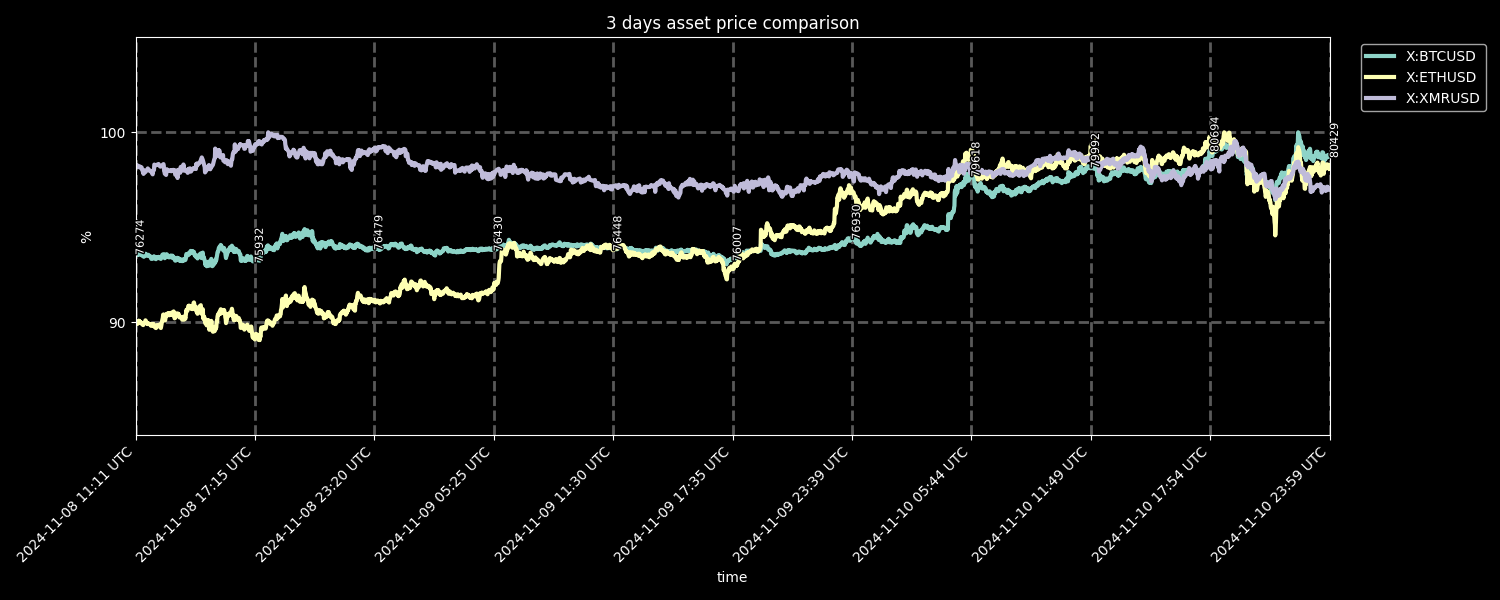 3 days asset price comparison
X:BTCUSD
X:ETHUSD
X:XMRUSD
100
90
%
76274
75932
76479
76430
76448
76007
76930
79618
79992
80694
80429
2024-11-08 11:11 UTC
2024-11-08 17:15 UTC
2024-11-08 23:20 UTC
2024-11-09 05:25 UTC
2024-11-09 11:30 UTC
2024-11-09 17:35 UTC
2024-11-09 23:39 UTC
2024-11-10 05:44 UTC
2024-11-10 11:49 UTC
2024-11-10 17:54 UTC
2024-11-10 23:59 UTC
time